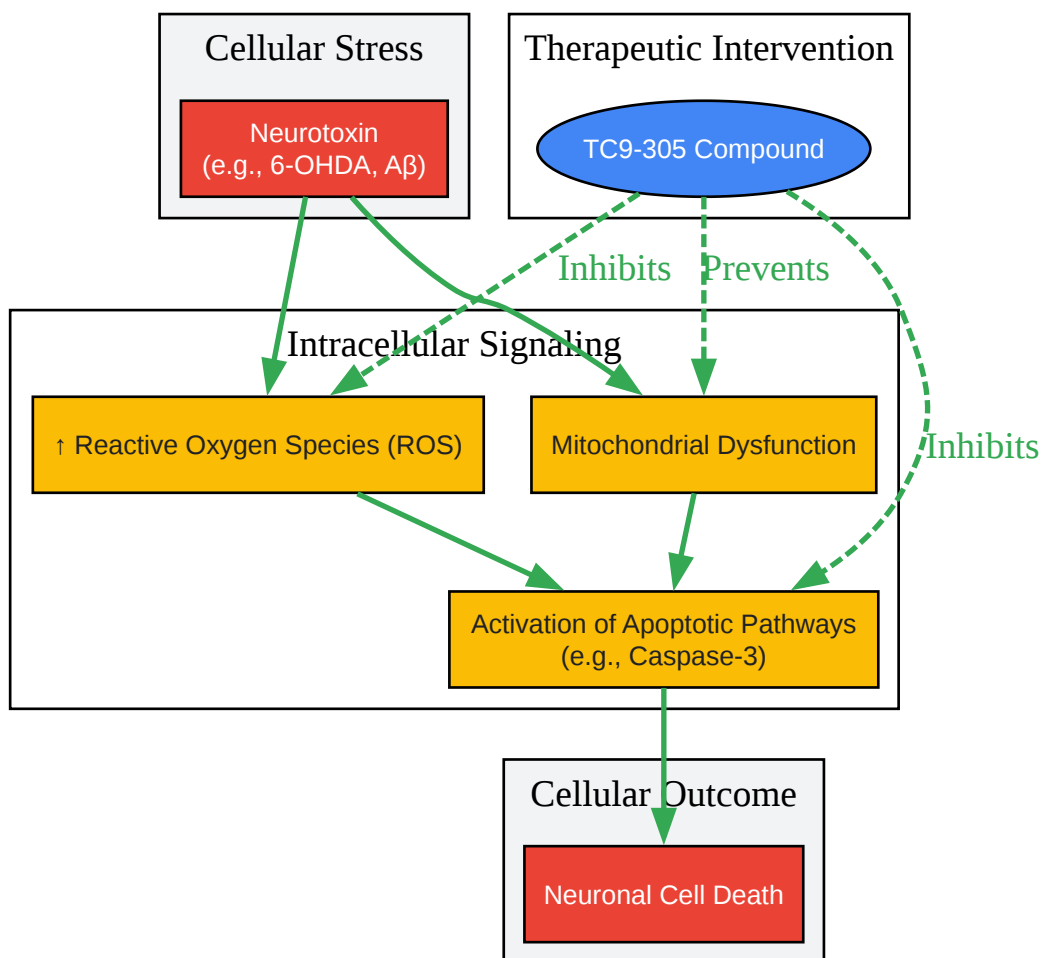 Cellular Stress
Therapeutic Intervention
Neurotoxin
(e.g., 6-OHDA, Aβ)
TC9-305 Compound
Inhibits
Prevents
Intracellular Signaling
↑ Reactive Oxygen Species (ROS)
Mitochondrial Dysfunction
Inhibits
Activation of Apoptotic Pathways
(e.g., Caspase-3)
Cellular Outcome
Neuronal Cell Death